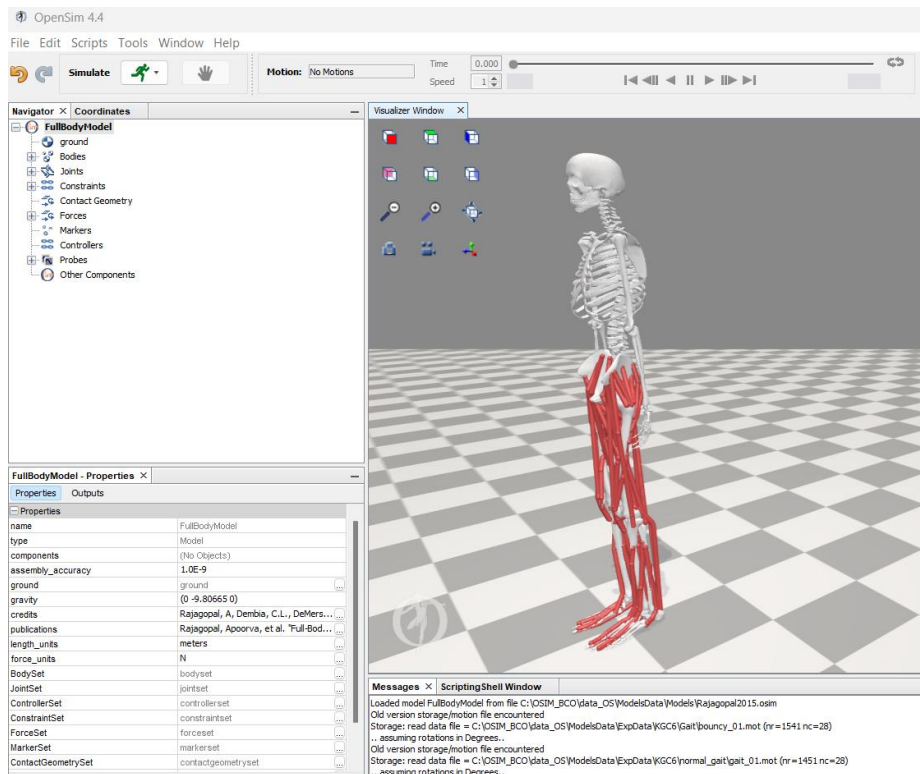 OpenSim 4.4
File Edit Scripts Tools Window Help
Simulate
Motion: No Motions
Time 0.000
Speed 1
Navigator × Coordinates
FullBodyModel
ground
Bodies
Joints
Constraints
Contact Geometry
Forces
Markers
Controllers
Probes
Other Components
Visualizer Window ×
FullBodyModel - Properties ×
Properties Outputs
Properties
name FullBodyModel
type Model
components (No Objects)
assembly_accuracy 1.0E-9
ground ground ...
gravity (0 -9.80665 0)
credits Rajagopal, A, Dembia, C.L., DeMers... ...
publications Rajagopal, Apoorva, et al. "Full-Bod... ...
length_units meters ...
force_units N ...
BodySet bodyset ...
JointSet jointset ...
ControllerSet controllerset ...
ConstraintSet constraintset ...
ForceSet forceset ...
MarkerSet markerset ...
ContactGeometrySet contactgeometryset ...
Messages × ScriptingShell Window
Loaded model FullBodyModel from file C:\OSIM_BCO\data_OS\ModelsData\Models\Rajagopal2015.osim
Old version storage/motion file encountered
Storage: read data file = C:\OSIM_BCO\data_OS\ModelsData\ExpData\KGC6\Gait\bouncy_01.mot (nr=1541 nc=28)
.. assuming rotations in Degrees..
Old version storage/motion file encountered
Storage: read data file = C:\OSIM_BCO\data_OS\ModelsData\ExpData\KGC6\normal_gait\gait_01.mot (nr=1451 nc=28)
.. assuming rotations in Degrees..